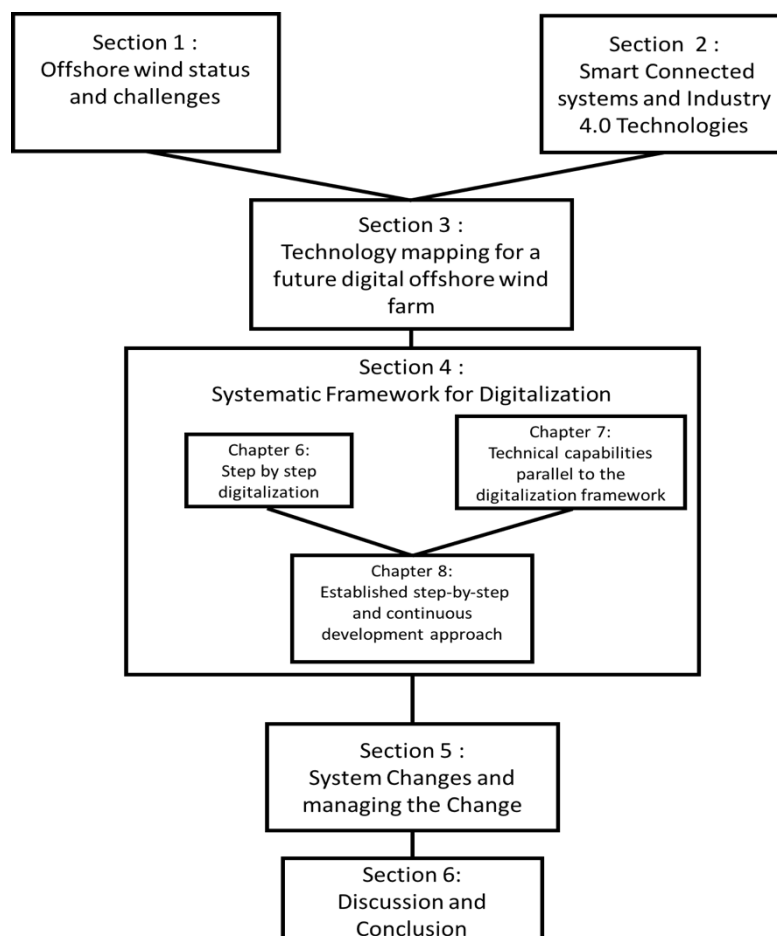 Section 1 :
Offshore wind status
and challenges
Section 2 :
Smart Connected
systems and Industry
4.0 Technologies
Section 3 :
Technology mapping for a
future digital offshore wind
farm
Section 4 :
Systematic Framework for Digitalization
Chapter 6:
Step by step
digitalization
Chapter 7:
Technical capabilities
parallel to the
digitalization framework
Chapter 8:
Established step-by-step
and continuous
development approach
Section 5 :
System Changes and
managing the Change
Section 6:
Discussion and
Conclusion